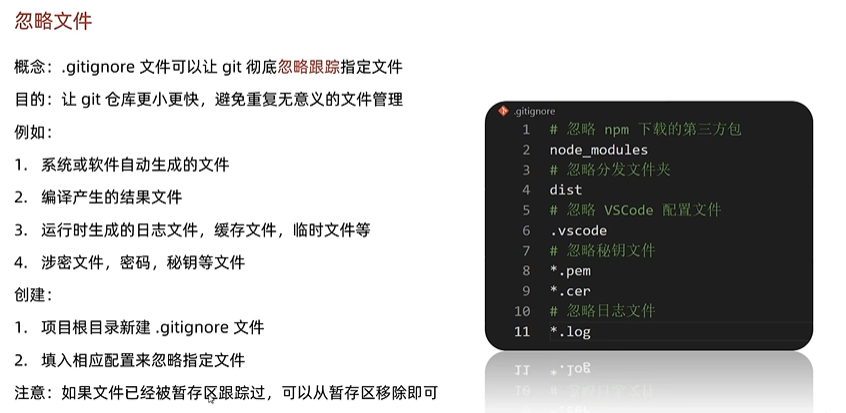 忽略文件
概念：.gitignore 文件可以让 git 彻底忽略跟踪指定文件
目的：让 git 仓库更小更快，避免重复无意义的文件管理
例如：
1. 系统或软件自动生成的文件
2. 编译产生的结果文件
3. 运行时生成的日志文件，缓存文件，临时文件等
4. 涉密文件，密码，秘钥等文件
创建：
1. 项目根目录新建 .gitignore 文件
2. 填入相应配置来忽略指定文件
注意：如果文件已经被暂存区跟踪过，可以从暂存区移除即可
.gitignore
1 # 忽略 npm 下载的第三方包
2 node_modules
3 # 忽略分发文件夹
4 dist
5 # 忽略 VSCode 配置文件
6 .vscode
7 # 忽略秘钥文件
8 *.pem
9 *.cer
10 # 忽略日志文件
11 *.log